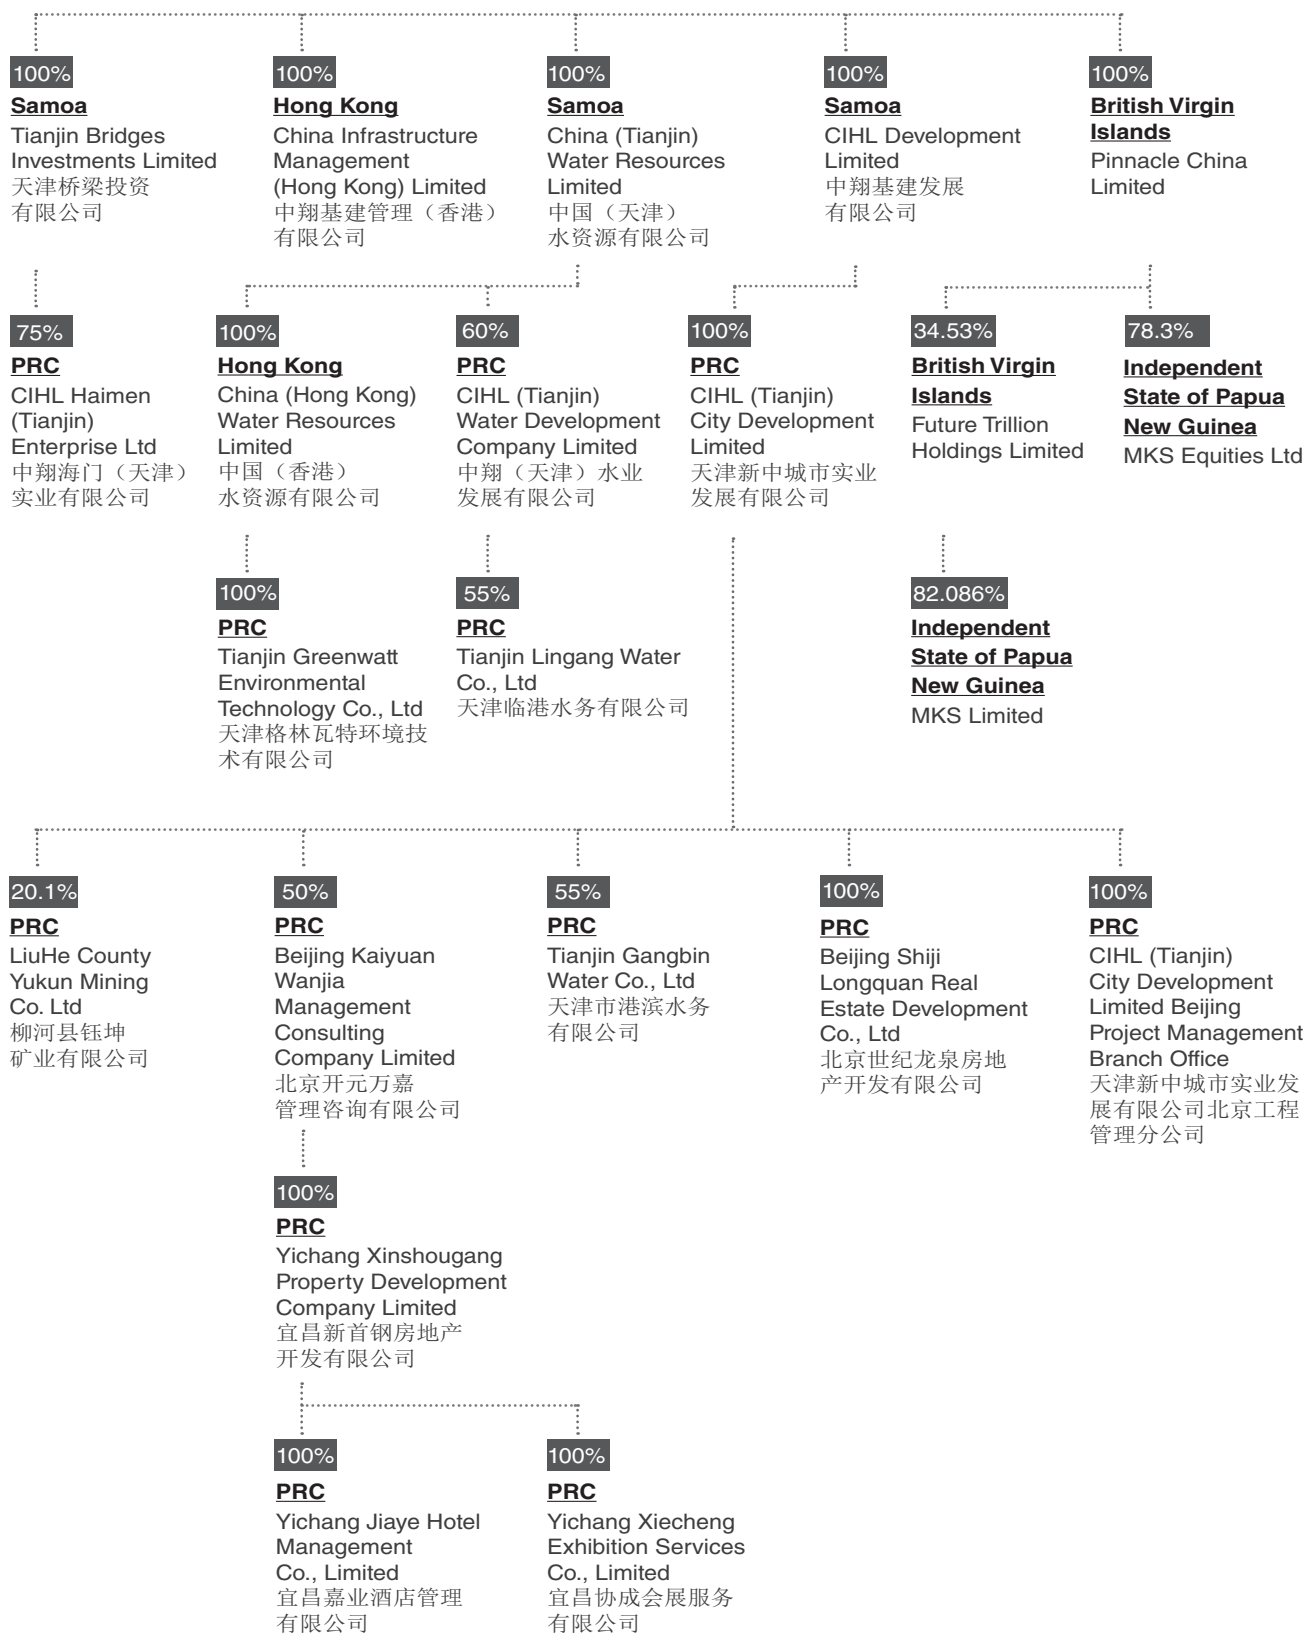 100%
Samoa
Tianjin Bridges
Investments Limited
天津桥梁投资
有限公司
100%
Hong Kong
China Infrastructure
Management
(Hong Kong) Limited
中翔基建管理（香港）
有限公司
100%
Samoa
China (Tianjin)
Water Resources
Limited
中国（天津）
水资源有限公司
100%
Samoa
CIHL Development
Limited
中翔基建发展
有限公司
100%
British Virgin
Islands
Pinnacle China
Limited
75%
PRC
CIHL Haimen
(Tianjin)
Enterprise Ltd
中翔海门（天津）
实业有限公司
100%
Hong Kong
China (Hong Kong)
Water Resources
Limited
中国（香港）
水资源有限公司
60%
PRC
CIHL (Tianjin)
Water Development
Company Limited
中翔（天津）水业
发展有限公司
100%
PRC
CIHL (Tianjin)
City Development
Limited
天津新中城市实业
发展有限公司
34.53%
British Virgin
Islands
Future Trillion
Holdings Limited
78.3%
Independent
State of Papua
New Guinea
MKS Equities Ltd
100%
PRC
Tianjin Greenwatt
Environmental
Technology Co., Ltd
天津格林瓦特环境技
术有限公司
55%
PRC
Tianjin Lingang Water
Co., Ltd
天津临港水务有限公司
82.086%
Independent
State of Papua
New Guinea
MKS Limited
20.1%
PRC
LiuHe County
Yukun Mining
Co. Ltd
柳河县钰坤
矿业有限公司
50%
PRC
Beijing Kaiyuan
Wanjia
Management
Consulting
Company Limited
北京开元万嘉
管理咨询有限公司
55%
PRC
Tianjin Gangbin
Water Co., Ltd
天津市港滨水务
有限公司
100%
PRC
Beijing Shiji
Longquan Real
Estate Development
Co., Ltd
北京世纪龙泉房地
产开发有限公司
100%
PRC
CIHL (Tianjin)
City Development
Limited Beijing
Project Management
Branch Office
天津新中城市实业发
展有限公司北京工程
管理分公司
100%
PRC
Yichang Xinshougang
Property Development
Company Limited
宜昌新首钢房地产
开发有限公司
100%
PRC
Yichang Jiaye Hotel
Management
Co., Limited
宜昌嘉业酒店管理
有限公司
100%
PRC
Yichang Xiecheng
Exhibition Services
Co., Limited
宜昌协成会展服务
有限公司